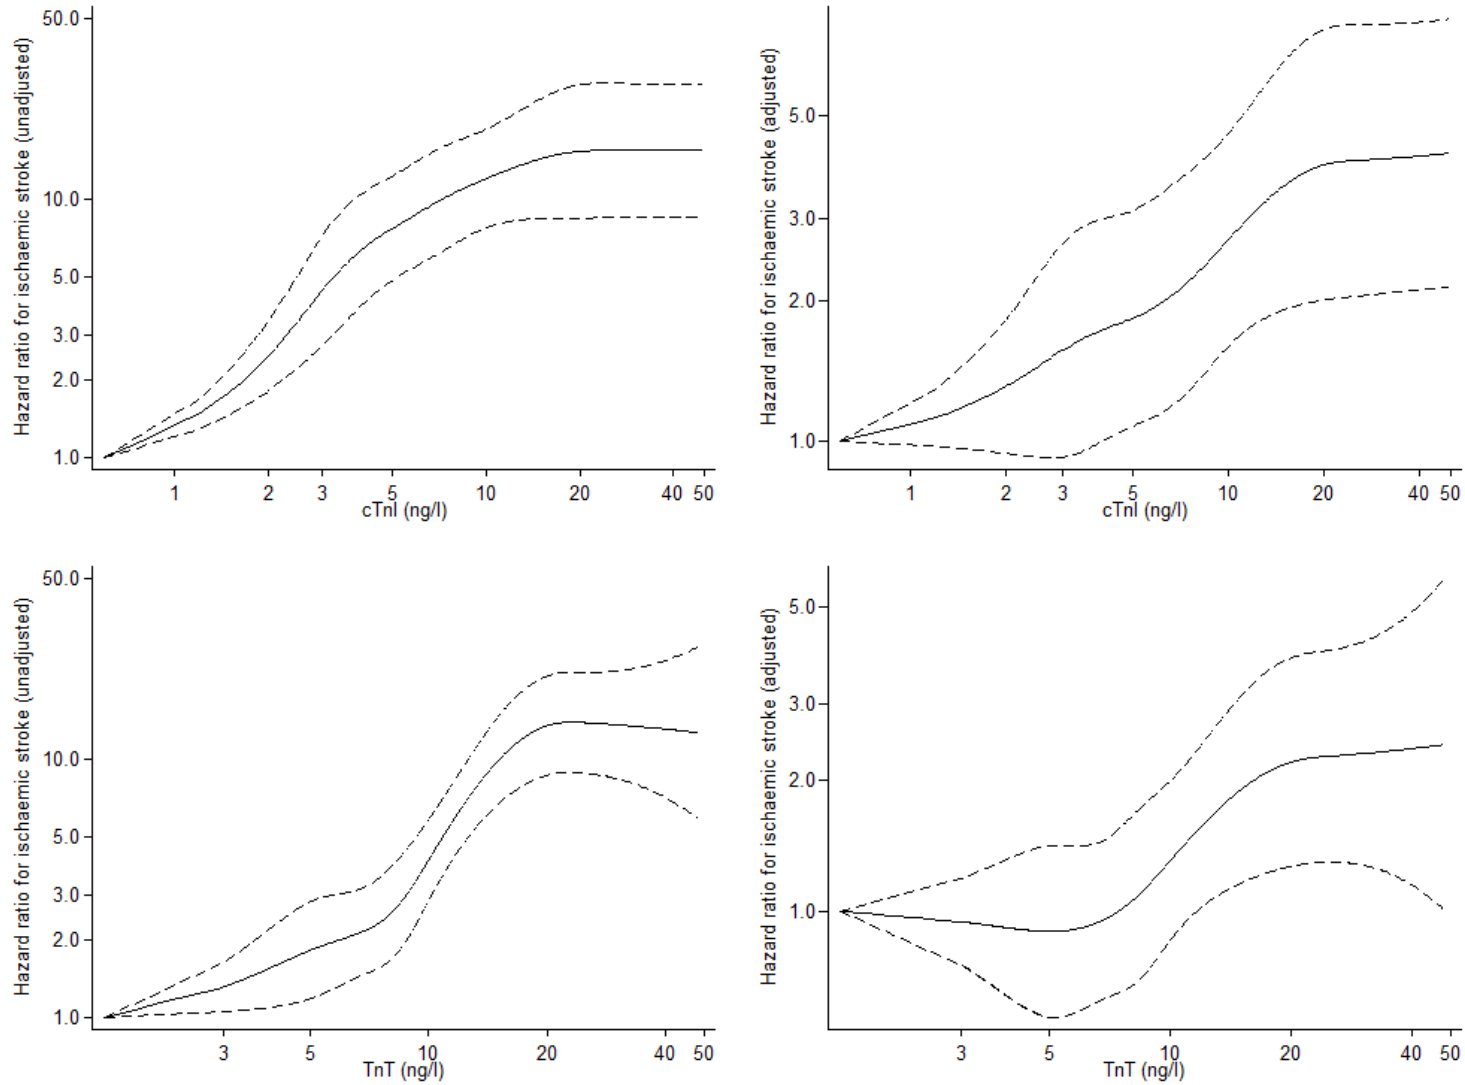 Hazard ratio for ischaemic stroke (unadjusted)
50.0
10.0
5.0
3.0
2.0
1.0
1 2 3 5 10 20 40 50
cTnI (ng/l)
Hazard ratio for ischaemic stroke (adjusted)
5.0
3.0
2.0
1.0
1 2 3 5 10 20 40 50
cTnI (ng/l)
Hazard ratio for ischaemic stroke (unadjusted)
50.0
10.0
5.0
3.0
2.0
1.0
3 5 10 20 40 50
TnT (ng/l)
Hazard ratio for ischaemic stroke (adjusted)
5.0
3.0
2.0
1.0
3 5 10 20 40 50
TnT (ng/l)